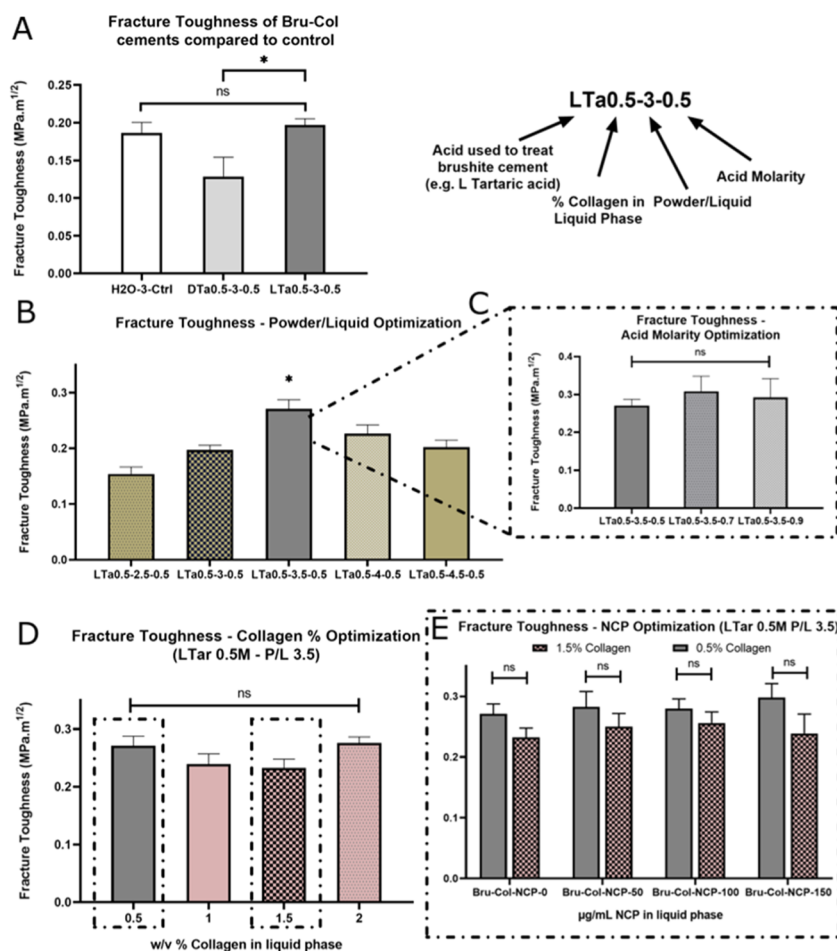 A
Fracture Toughness of Bru-Col
cements compared to control
*
ns
Fracture Toughness (MPa.m1/2)
0.25
0.20
0.15
0.10
0.05
0.00
H2O-3-Ctrl DTa0.5-3-0.5 LTa0.5-3-0.5
LTa0.5-3-0.5
Acid used to treat
brushite cement
(e.g. L Tartaric acid)
% Collagen in
Liquid Phase
Powder/Liquid
Acid Molarity
B
Fracture Toughness - Powder/Liquid Optimization
*
Fracture Toughness (MPa.m1/2)
0.3
0.2
0.1
0.0
LTa0.5-2.5-0.5 LTa0.5-3-0.5 LTa0.5-3.5-0.5 LTa0.5-4-0.5 LTa0.5-4.5-0.5
C
Fracture Toughness -
Acid Molarity Optimization
ns
Fracture Toughness (MPa.m1/2)
0.4
0.3
0.2
0.1
0.0
LTa0.5-3.5-0.5 LTa0.5-3.5-0.7 LTa0.5-3.5-0.9
D
Fracture Toughness - Collagen % Optimization
(LTar 0.5M - P/L 3.5)
ns
Fracture Toughness (MPa.m1/2)
0.3
0.2
0.1
0.0
0.5 1 1.5 2
w/v % Collagen in liquid phase
E
Fracture Toughness - NCP Optimization (LTar 0.5M P/L 3.5)
1.5% Collagen 0.5% Collagen
ns ns ns ns
Fracture Toughness (MPa.m1/2)
0.3
0.2
0.1
0.0
Bru-Col-NCP-0 Bru-Col-NCP-50 Bru-Col-NCP-100 Bru-Col-NCP-150
µg/mL NCP in liquid phase